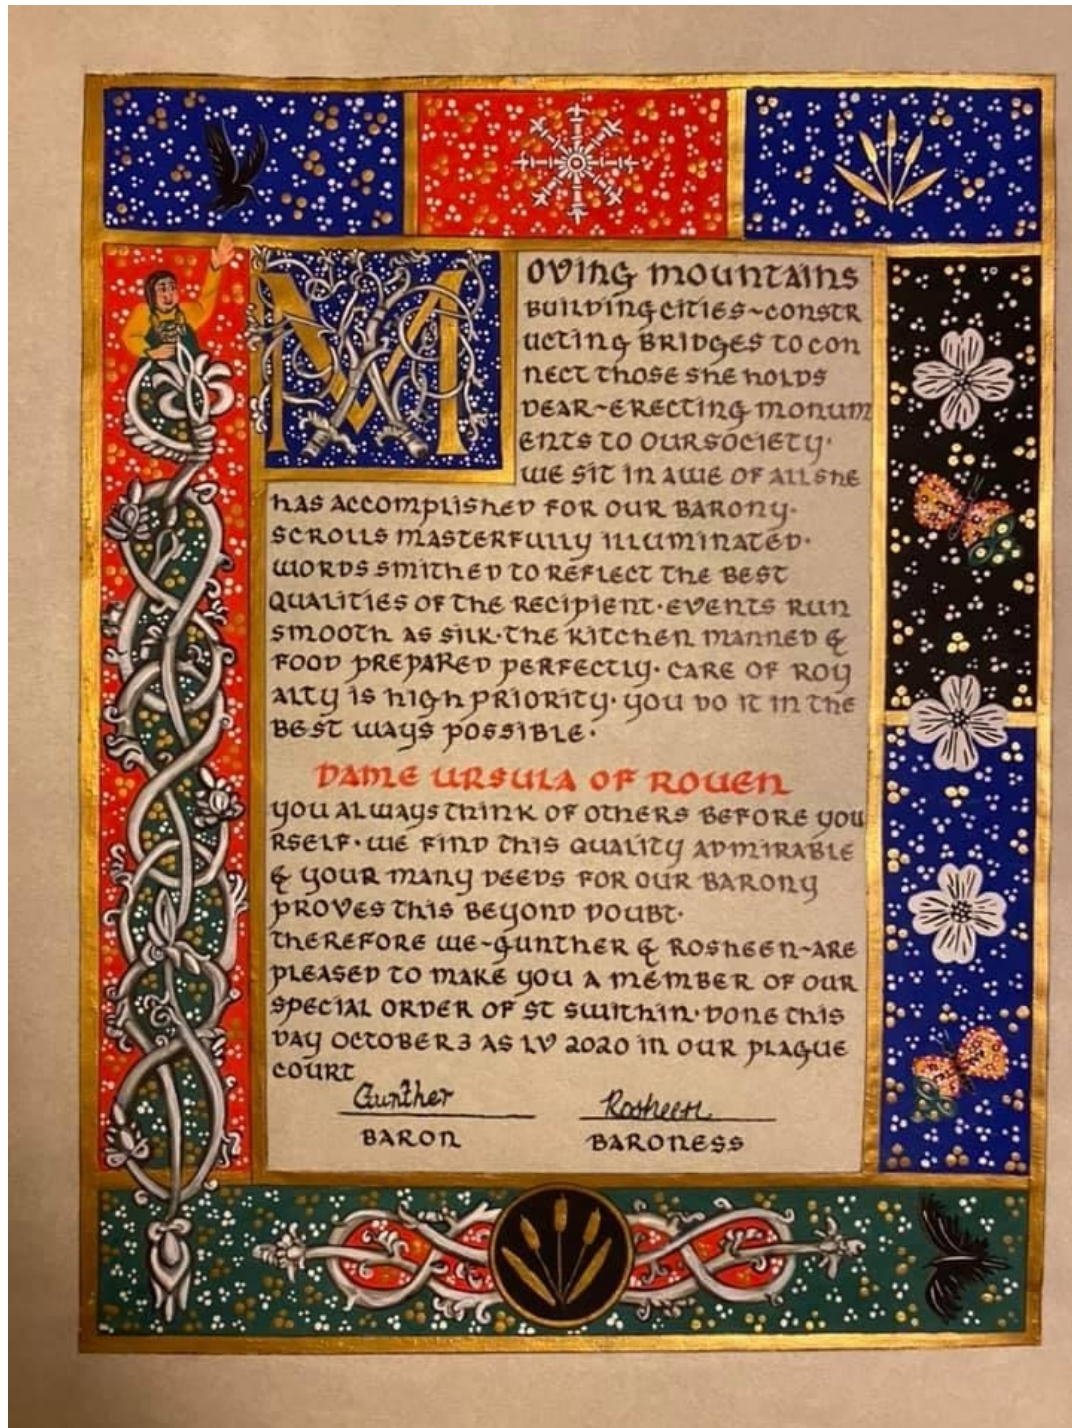 MOVING MOUNTAINS
BUILDING CITIES~CONSTR
UCTING BRIDGES TO CON
NECT THOSE SHE HOLDS
DEAR~ERECTING MONUM
ENTS TO OUR SOCIETY·
WE SIT IN AWE OF ALL SHE
HAS ACCOMPLISHED FOR OUR BARONY·
SCROLLS MASTERFULLY ILLUMINATED·
WORDS SMITHED TO REFLECT THE BEST
QUALITIES OF THE RECIPIENT·EVENTS RUN
SMOOTH AS SILK·THE KITCHEN MANNED &
FOOD PREPARED PERFECTLY· CARE OF ROY
ALTY IS HIGH PRIORITY· YOU DO IT IN THE
BEST WAYS POSSIBLE·
DAME URSULA OF ROUEN
YOU ALWAYS THINK OF OTHERS BEFORE YOU
RSELF·WE FIND THIS QUALITY ADMIRABLE
& YOUR MANY DEEDS FOR OUR BARONY
PROVES THIS BEYOND DOUBT·
THEREFORE WE~GUNTHER & ROSHEEN~ARE
PLEASED TO MAKE YOU A MEMBER OF OUR
SPECIAL ORDER OF ST SWITHIN·DONE THIS
DAY OCTOBER 3 AS LV 2020 IN OUR PLAGUE
COURT
Gunther Rosheen
BARON BARONESS